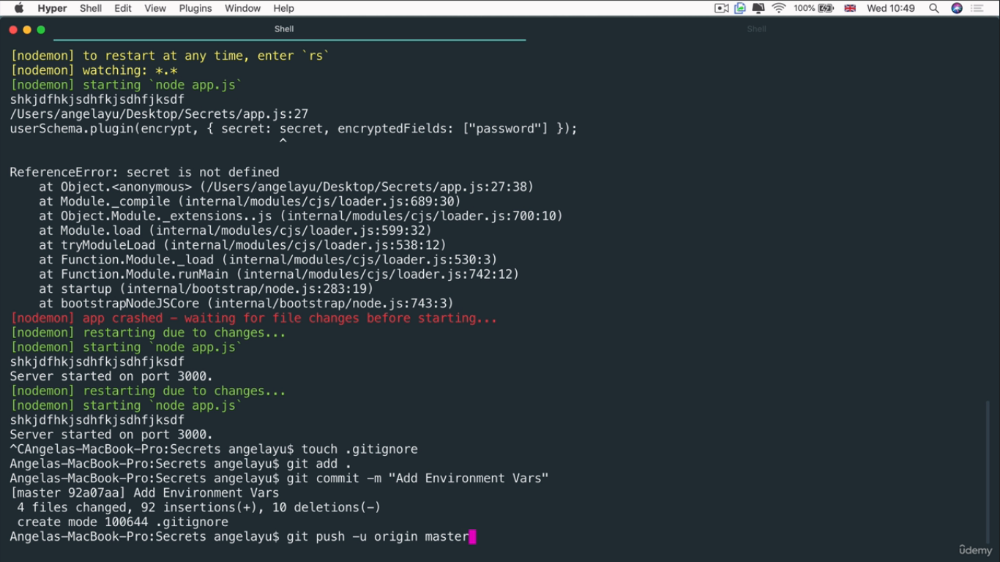 Hyper Shell Edit View Plugins Window Help 100% Wed 10:49
Shell Shell
[nodemon] to restart at any time, enter `rs`
[nodemon] watching: *.*
[nodemon] starting `node app.js`
shkjdfhkjsdhfkjsdhfjksdf
/Users/angelayu/Desktop/Secrets/app.js:27
userSchema.plugin(encrypt, { secret: secret, encryptedFields: ["password"] });
^
ReferenceError: secret is not defined
at Object.<anonymous> (/Users/angelayu/Desktop/Secrets/app.js:27:38)
at Module._compile (internal/modules/cjs/loader.js:689:30)
at Object.Module._extensions..js (internal/modules/cjs/loader.js:700:10)
at Module.load (internal/modules/cjs/loader.js:599:32)
at tryModuleLoad (internal/modules/cjs/loader.js:538:12)
at Function.Module._load (internal/modules/cjs/loader.js:530:3)
at Function.Module.runMain (internal/modules/cjs/loader.js:742:12)
at startup (internal/bootstrap/node.js:283:19)
at bootstrapNodeJSCore (internal/bootstrap/node.js:743:3)
[nodemon] app crashed - waiting for file changes before starting...
[nodemon] restarting due to changes...
[nodemon] starting `node app.js`
shkjdfhkjsdhfkjsdhfjksdf
Server started on port 3000.
[nodemon] restarting due to changes...
[nodemon] starting `node app.js`
shkjdfhkjsdhfkjsdhfjksdf
Server started on port 3000.
^CAngelas-MacBook-Pro:Secrets angelayu$ touch .gitignore
Angelas-MacBook-Pro:Secrets angelayu$ git add .
Angelas-MacBook-Pro:Secrets angelayu$ git commit -m "Add Environment Vars"
[master 92a07aa] Add Environment Vars
4 files changed, 92 insertions(+), 10 deletions(-)
create mode 100644 .gitignore
Angelas-MacBook-Pro:Secrets angelayu$ git push -u origin master
ûdemy